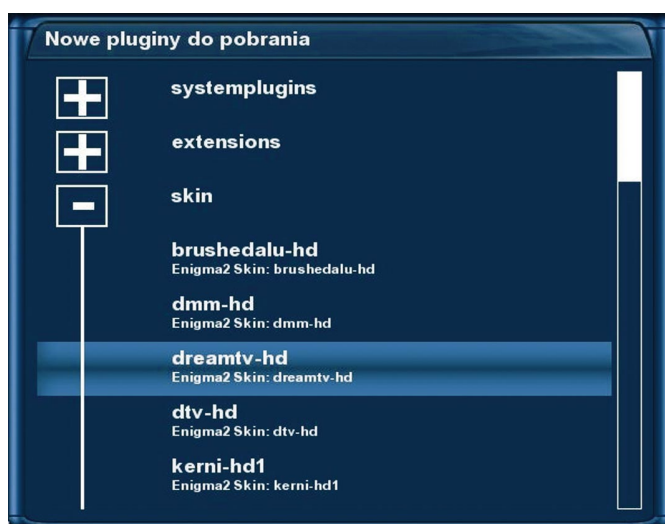 Nowe pluginy do pobrania
systemplugins
extensions
skin
brushedalu-hd
Enigma2 Skin: brushedalu-hd
dmm-hd
Enigma2 Skin: dmm-hd
dreamtv-hd
Enigma2 Skin: dreamtv-hd
dtv-hd
Enigma2 Skin: dtv-hd
kerni-hd1
Enigma2 Skin: kerni-hd1